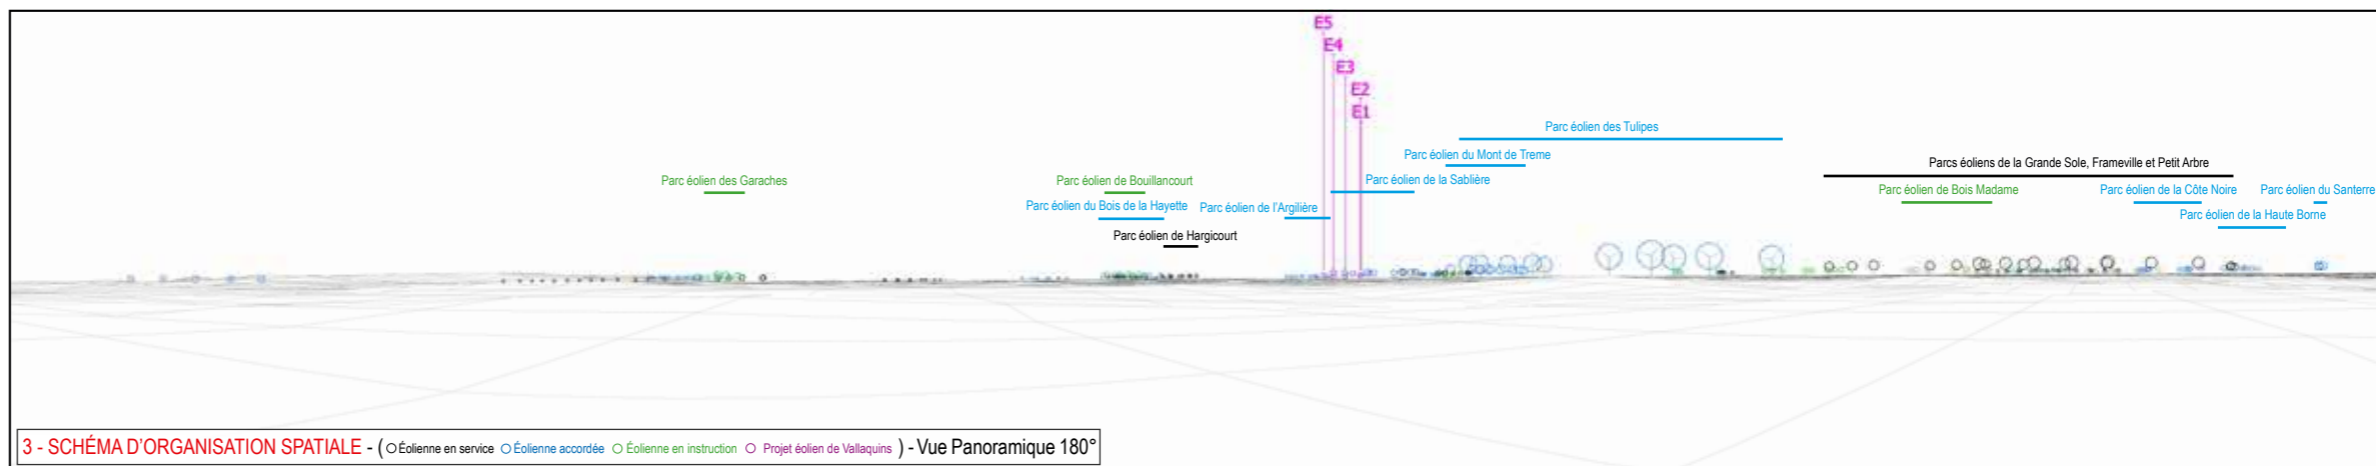 E5
E4
E3
E2
E1
Parc éolien des Tulipes
Parc éolien du Mont de Treme
Parcs éoliens de la Grande Sole, Frameville et Petit Arbre
Parc éolien des Garaches
Parc éolien de Bouillancourt
Parc éolien de la Sablière
Parc éolien de Bois Madame
Parc éolien de la Côte Noire
Parc éolien du Santerre
Parc éolien du Bois de la Hayette
Parc éolien de l'Argilière
Parc éolien de la Haute Borne
Parc éolien de Hargicourt
3 - SCHÉMA D'ORGANISATION SPATIALE - ( Éolienne en service Éolienne accordée Éolienne en instruction Projet éolien de Vallaquins ) - Vue Panoramique 180°